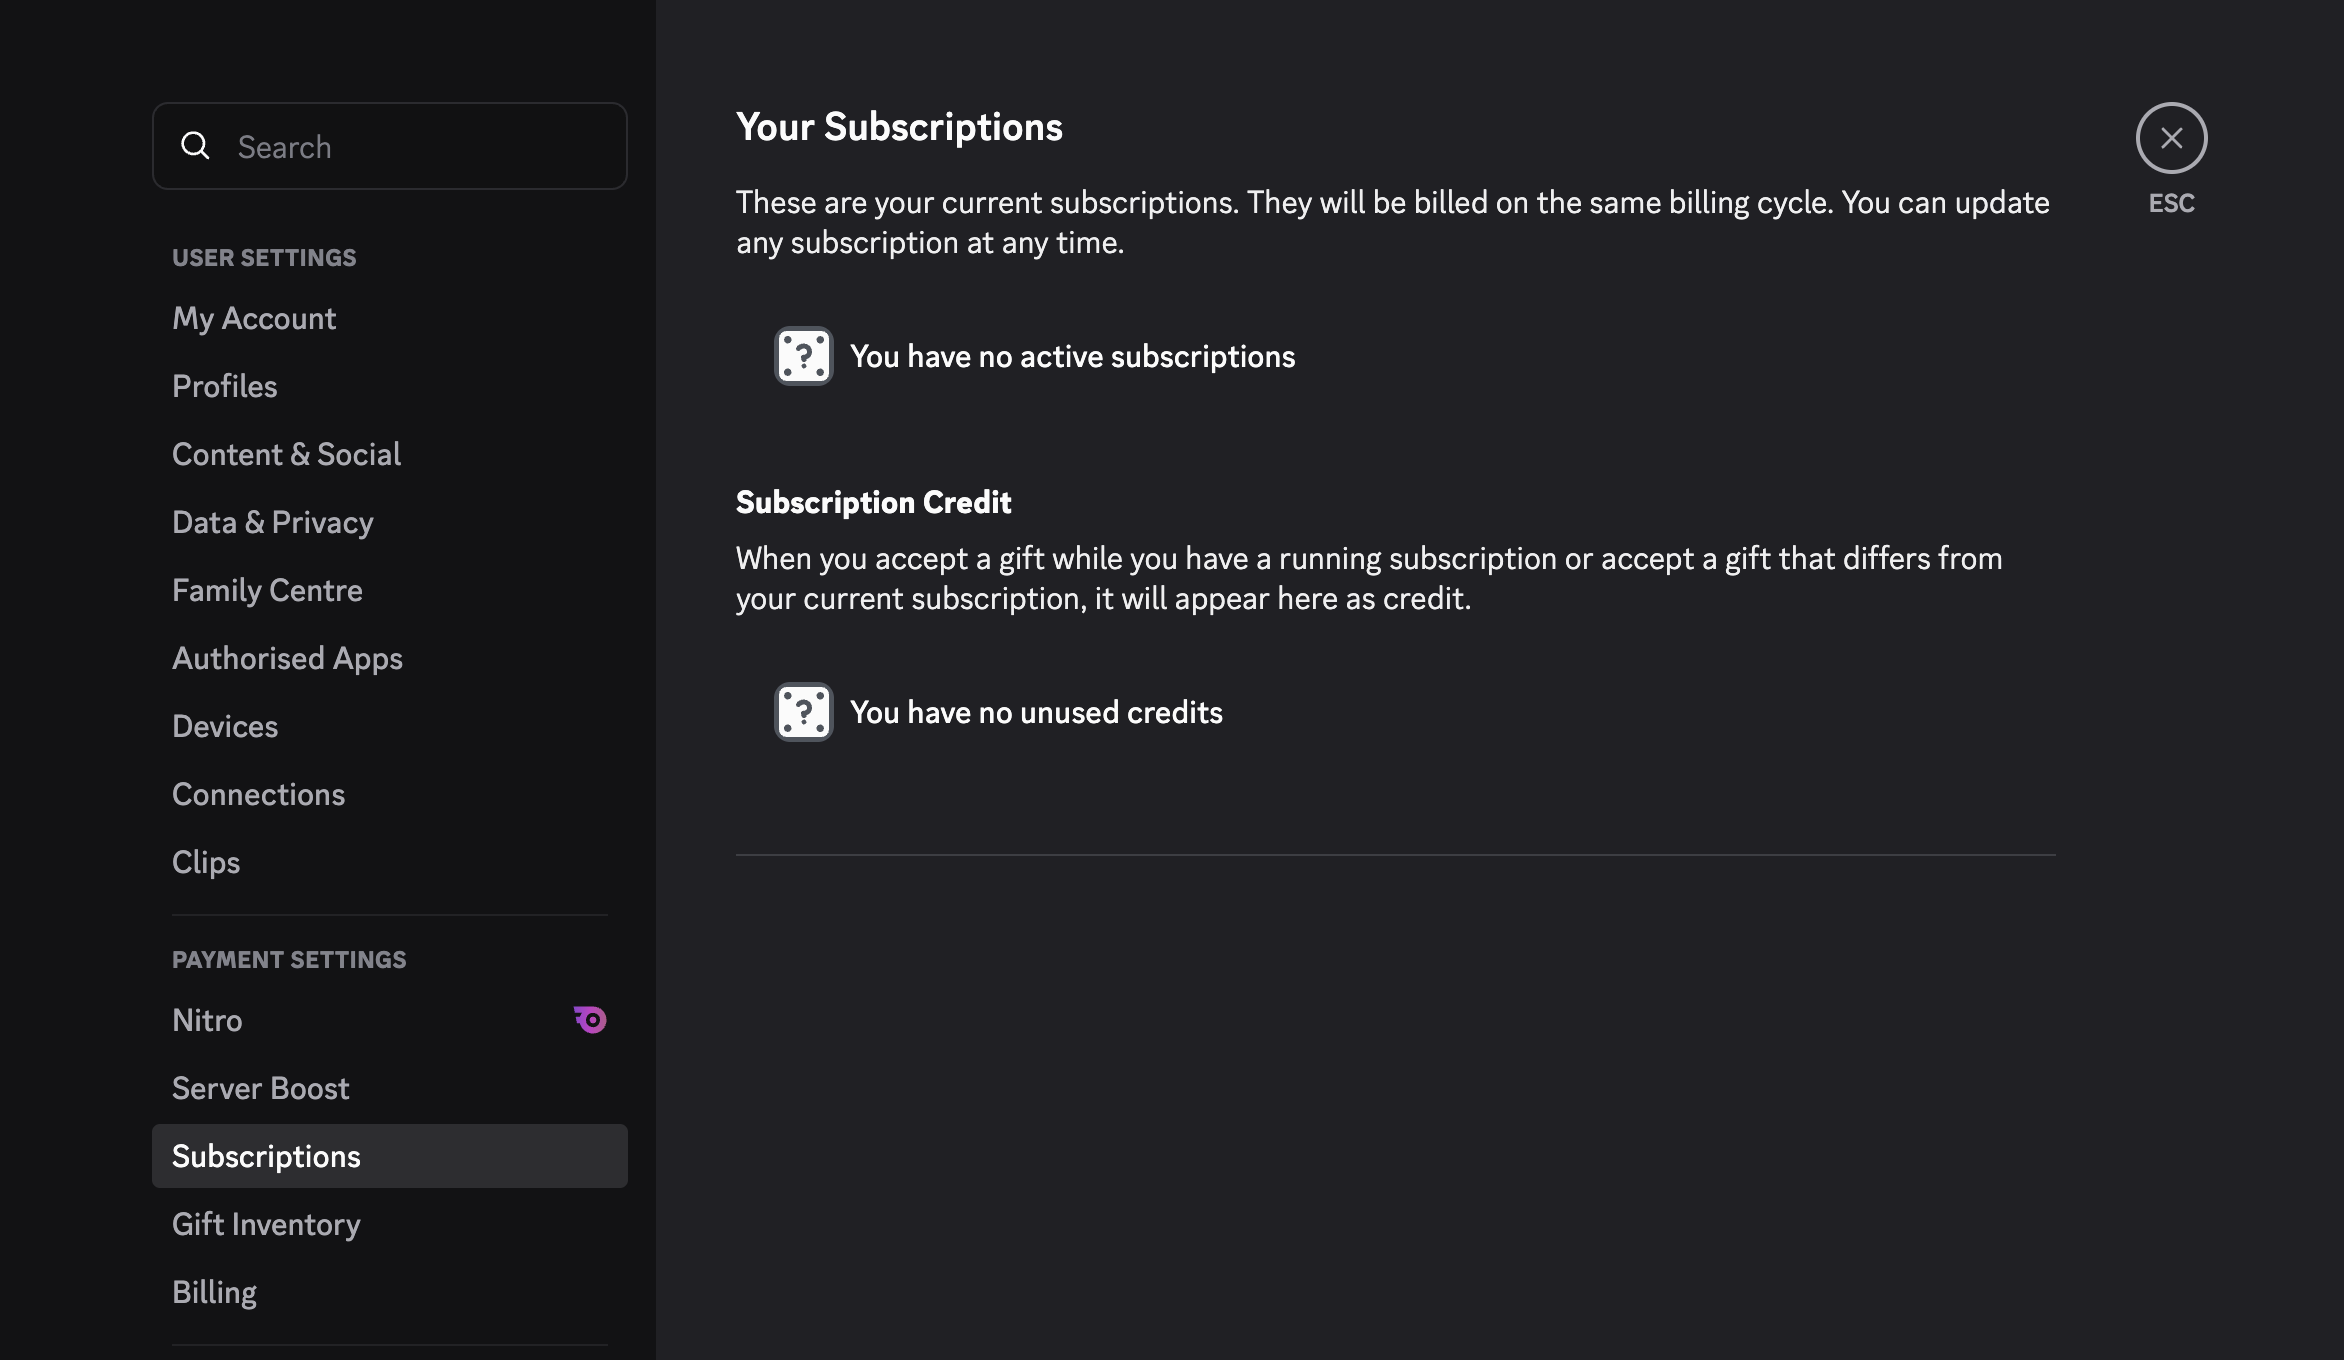 Search
USER SETTINGS
My Account
Profiles
Content & Social
Data & Privacy
Family Centre
Authorised Apps
Devices
Connections
Clips
PAYMENT SETTINGS
Nitro
Server Boost
Subscriptions
Gift Inventory
Billing
Your Subscriptions
These are your current subscriptions. They will be billed on the same billing cycle. You can update
any subscription at any time.
? You have no active subscriptions
Subscription Credit
When you accept a gift while you have a running subscription or accept a gift that differs from
your current subscription, it will appear here as credit.
? You have no unused credits
ESC